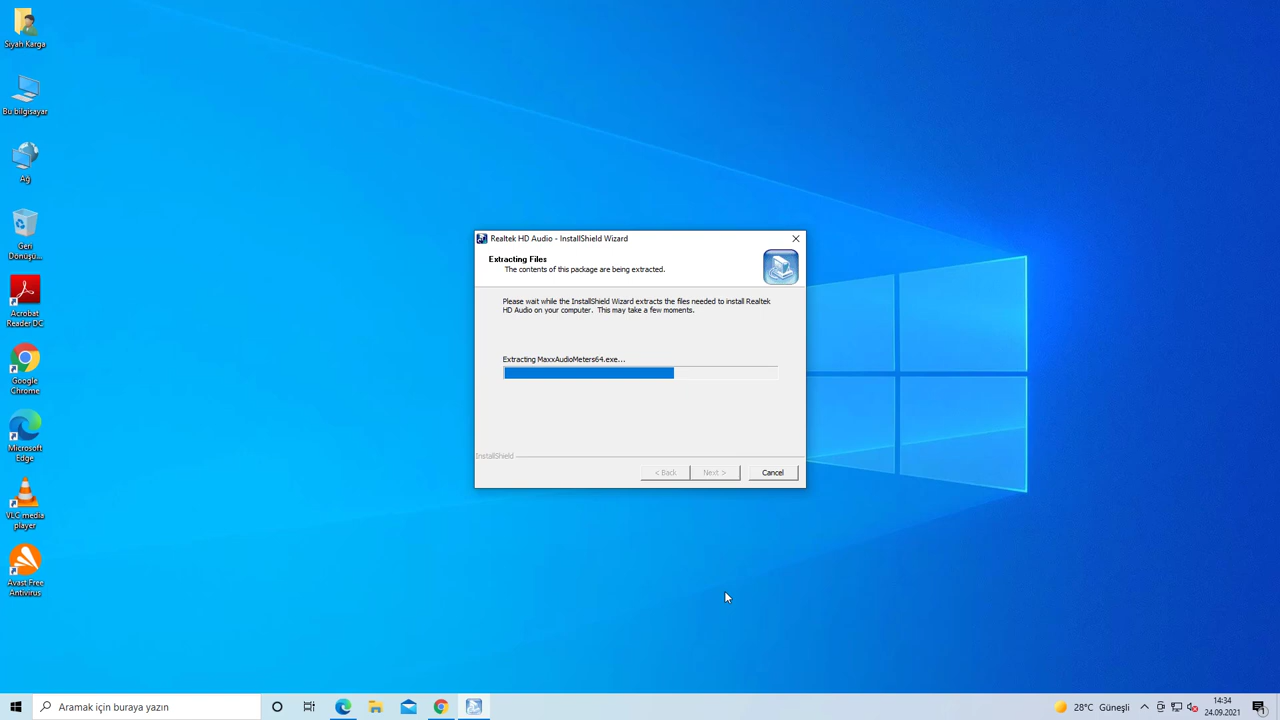 Siyah Karga
Bu bilgisayar
Ağ
Geri
Dönüşü...
Acrobat
Reader DC
Google
Chrome
Microsoft
Edge
VLC media
player
Avast Free
Antivirus
Realtek HD Audio - InstallShield Wizard
Extracting Files
The contents of this package are being extracted.
Please wait while the InstallShield Wizard extracts the files needed to install Realtek
HD Audio on your computer.  This may take a few moments.
Extracting MaxxAudioMeters64.exe...
InstallShield
< Back
Next >
Cancel
Aramak için buraya yazın
28°C Güneşli
14:34
24.09.2021
1